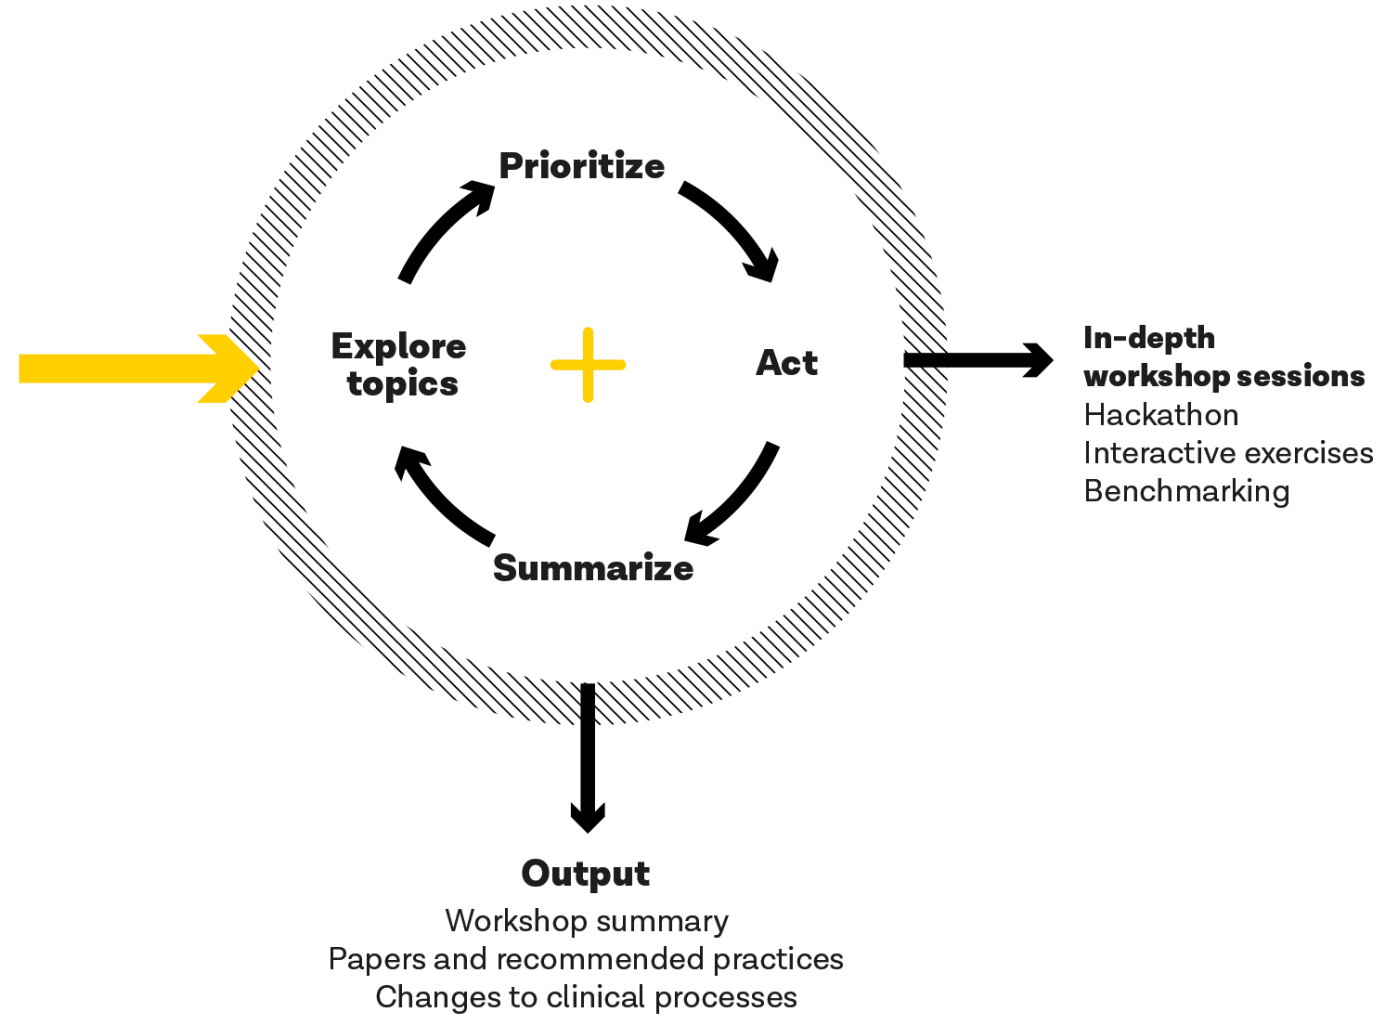 Prioritize
Explore
topics
Act
Summarize
In-depth
workshop sessions
Hackathon
Interactive exercises
Benchmarking
Output
Workshop summary
Papers and recommended practices
Changes to clinical processes